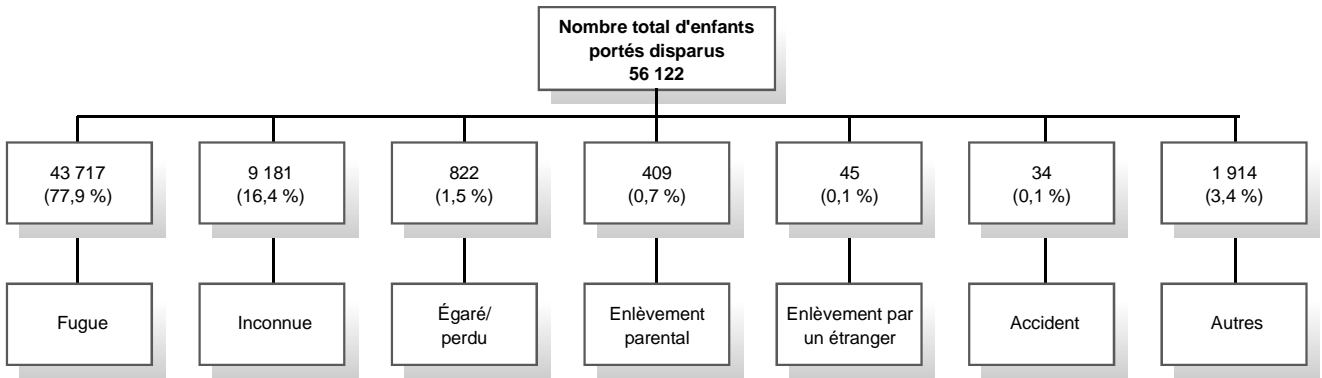 Nombre total d'enfants
portés disparus
56 122
43 717
(77,9 %)
9 181
(16,4 %)
822
(1,5 %)
409
(0,7 %)
45
(0,1 %)
34
(0,1 %)
1 914
(3,4 %)
Fugue
Inconnue
Égaré/
perdu
Enlèvement
parental
Enlèvement par
un étranger
Accident
Autres